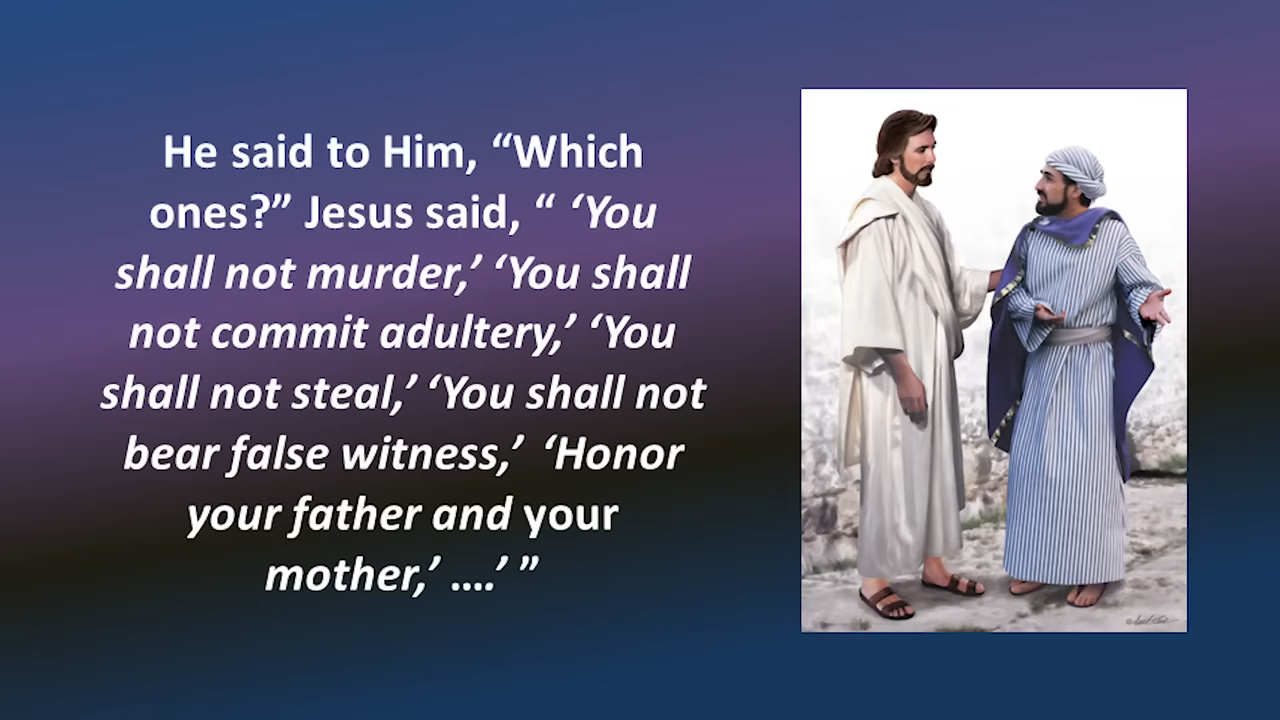 He said to Him, “Which
ones?” Jesus said, “ ‘You
shall not murder,’ ‘You shall
not commit adultery,’ ‘You
shall not steal,’ ‘You shall not
bear false witness,’  ‘Honor
your father and your
mother,’ ….’ ”